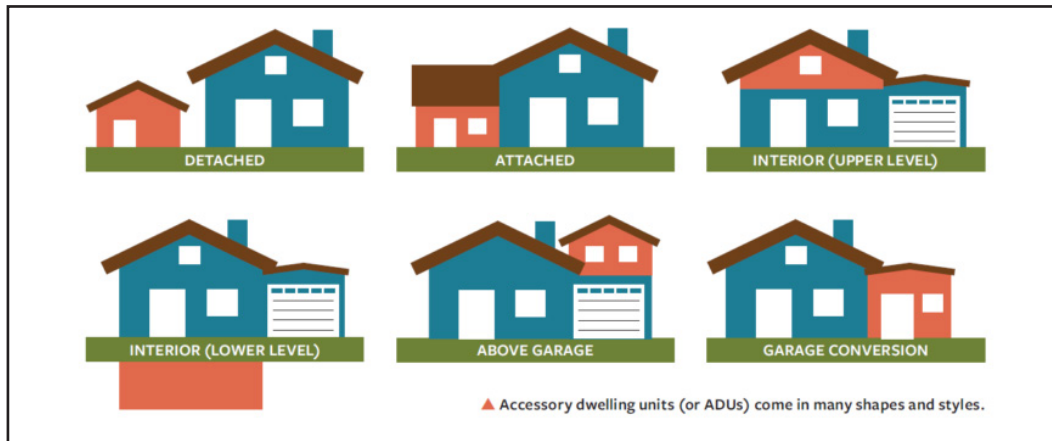 DETACHED
ATTACHED
INTERIOR (UPPER LEVEL)
INTERIOR (LOWER LEVEL)
ABOVE GARAGE
GARAGE CONVERSION
▲ Accessory dwelling units (or ADUs) come in many shapes and styles.